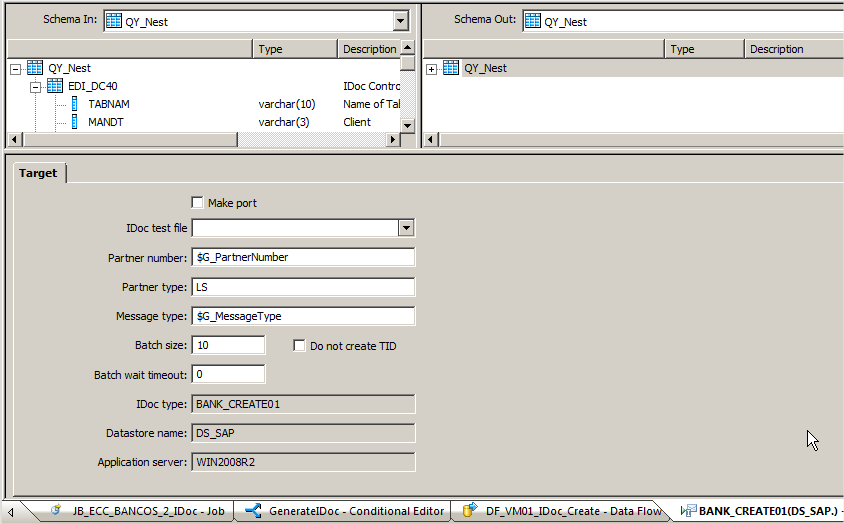 Schema In: QY_Nest
Schema Out: QY_Nest
Type Description
Type Description
QY_Nest
QY_Nest
EDI_DC40 IDoc Contro
TABNAM varchar(10) Name of Tal
MANDT varchar(3) Client
Target
Make port
IDoc test file
Partner number: $G_PartnerNumber
Partner type: LS
Message type: $G_MessageType
Batch size: 10 Do not create TID
Batch wait timeout: 0
IDoc type: BANK_CREATE01
Datastore name: DS_SAP
Application server: WIN2008R2
JB_ECC_BANCOS_2_IDoc - Job GenerateIDoc - Conditional Editor DF_VM01_IDoc_Create - Data Flow BANK_CREATE01(DS_SAP.) -